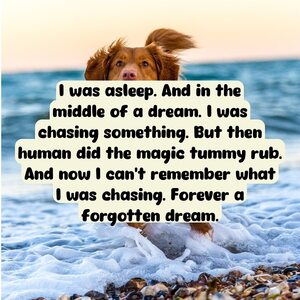 I was asleep. And in the
middle of a dream. I was
chasing something. But then
human did the magic tummy rub.
And now I can't remember what
I was chasing. Forever a
forgotten dream.